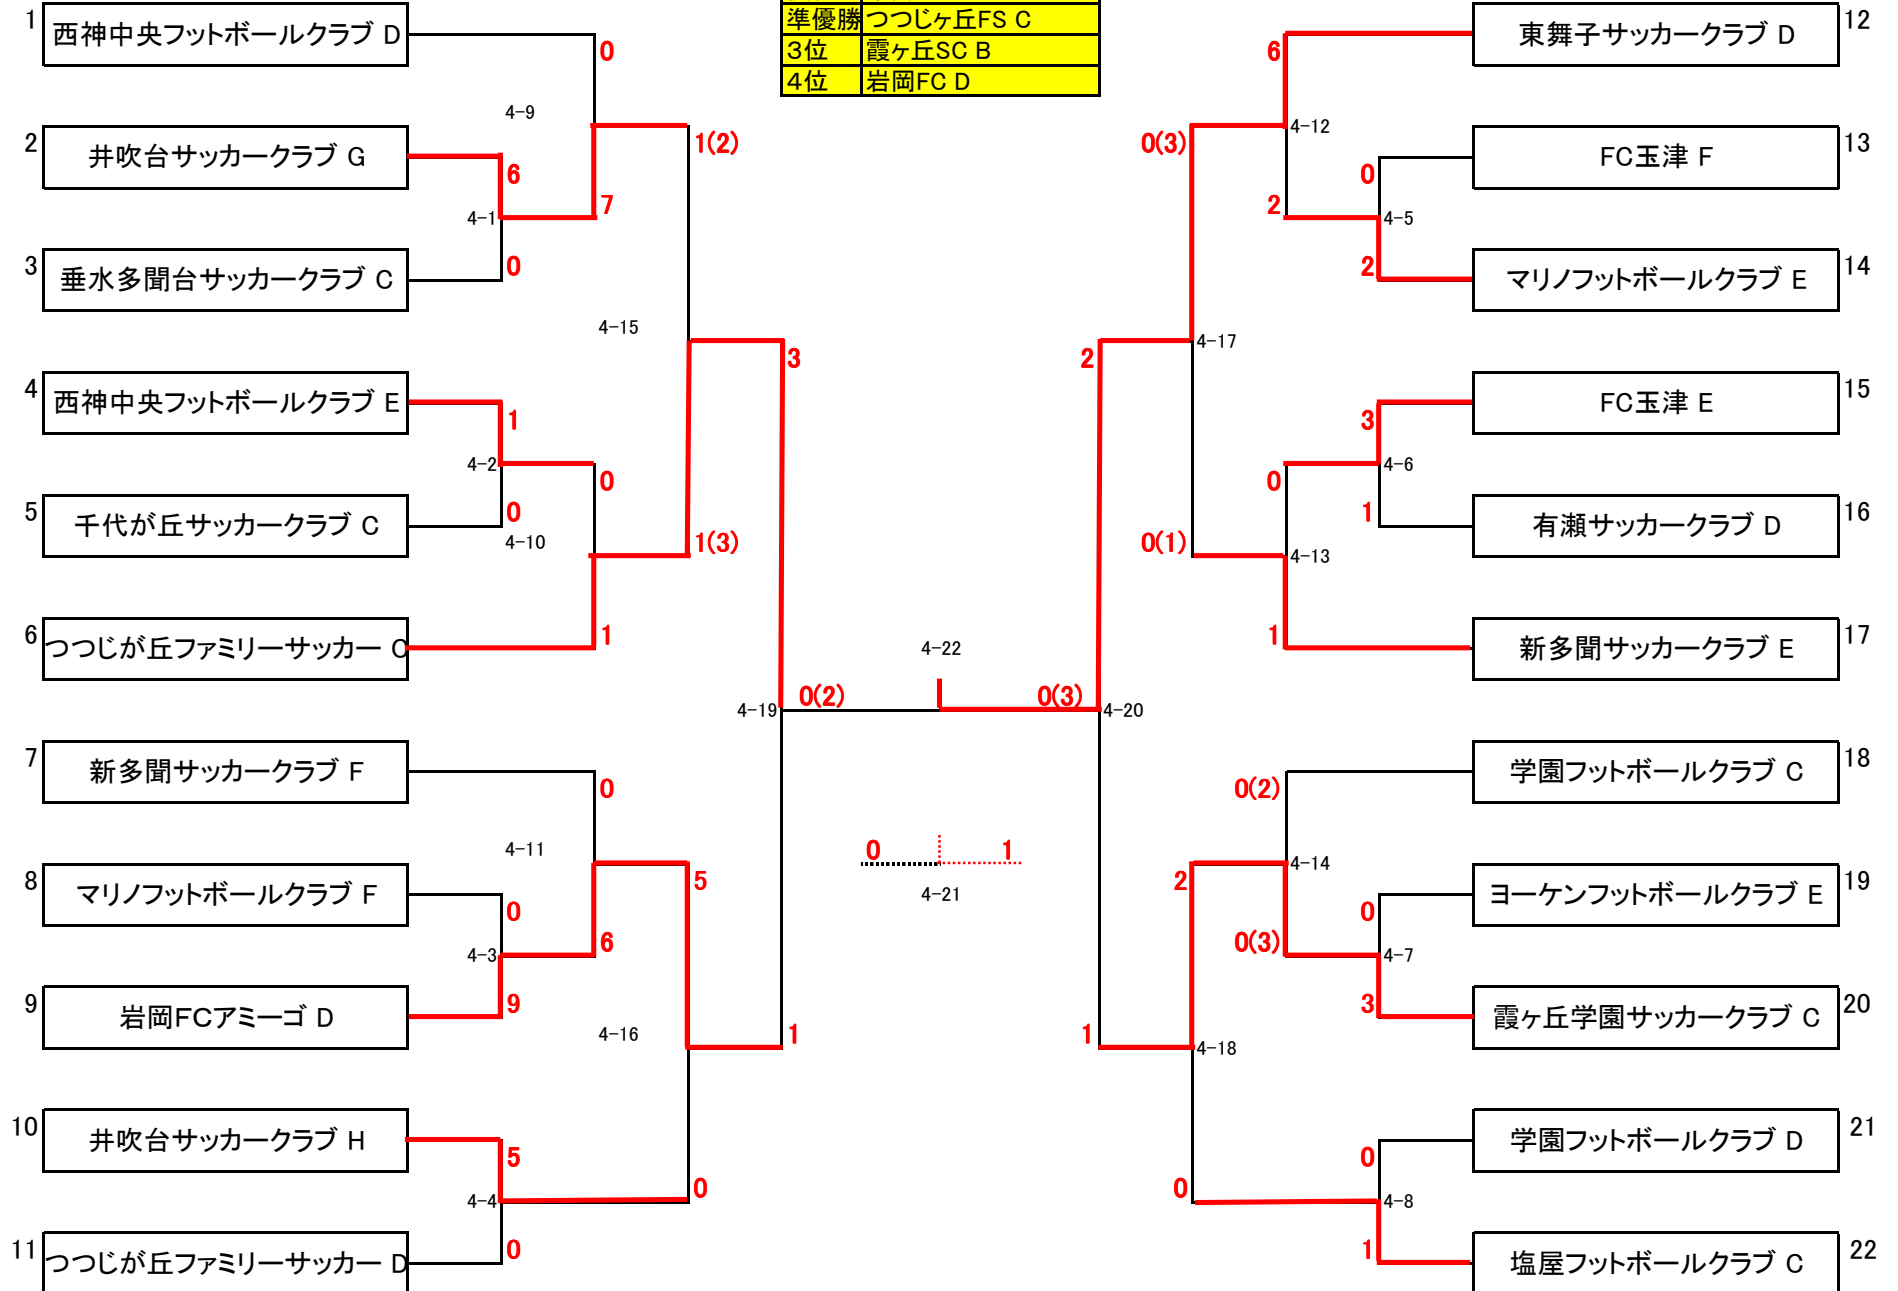 準優勝 つつじヶ丘FS C
3位 霞ヶ丘SC B
4位 岩岡FC D
1 西神中央フットボールクラブ D
0
4-9
2 井吹台サッカークラブ G
6
1(2)
4-1
7
3 垂水多聞台サッカークラブ C
0
4-15
3
4 西神中央フットボールクラブ E
1
4-2
0
5 千代が丘サッカークラブ C
0
4-10
1(3)
6 つつじが丘ファミリーサッカー C
1
4-19
0(2)
7 新多聞サッカークラブ F
0
4-11
8 マリノフットボールクラブ F
0
5
4-3
6
9 岩岡FCアミーゴ D
9
4-16
1
10 井吹台サッカークラブ H
5
4-4
0
11 つつじが丘ファミリーサッカー D
0
4-22
0(3)
0 1
4-21
東舞子サッカークラブ D 12
6
4-12
0(3)
FC玉津 F 13
0
2
4-5
マリノフットボールクラブ E 14
2
4-17
2
FC玉津 E 15
3
4-6
0
有瀬サッカークラブ D 16
1
0(1)
4-13
新多聞サッカークラブ E 17
1
4-20
学園フットボールクラブ C 18
0(2)
4-14
ヨーケンフットボールクラブ E 19
0
2
0(3)
4-7
霞ヶ丘学園サッカークラブ C 20
3
1
4-18
学園フットボールクラブ D 21
0
0
4-8
塩屋フットボールクラブ C 22
1